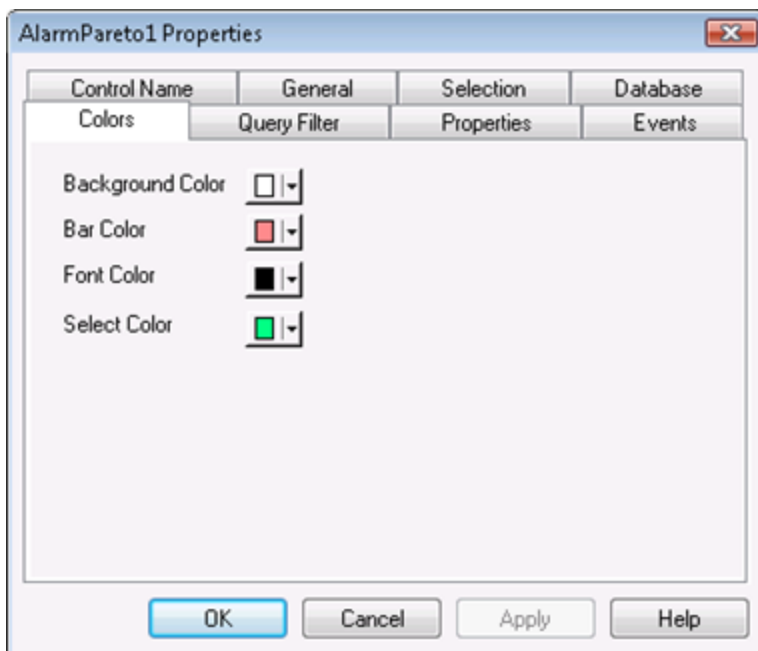 AlarmPareto1 Properties
Control Name General Selection Database
Colors Query Filter Properties Events
Background Color
Bar Color
Font Color
Select Color
OK Cancel Apply Help